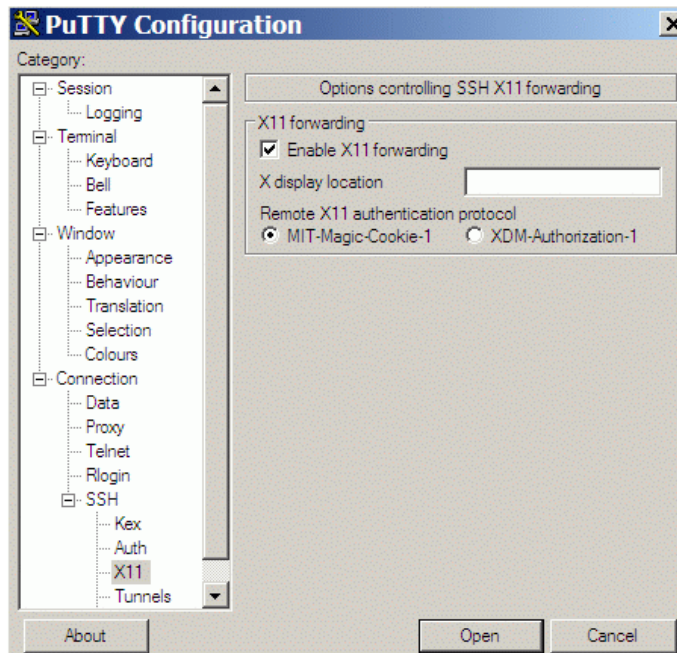 PuTTY Configuration
Category:
Session
Logging
Terminal
Keyboard
Bell
Features
Window
Appearance
Behaviour
Translation
Selection
Colours
Connection
Data
Proxy
Telnet
Rlogin
SSH
Kex
Auth
X11
Tunnels
Options controlling SSH X11 forwarding
X11 forwarding
Enable X11 forwarding
X display location
Remote X11 authentication protocol
MIT-Magic-Cookie-1 XDM-Authorization-1
About Open Cancel